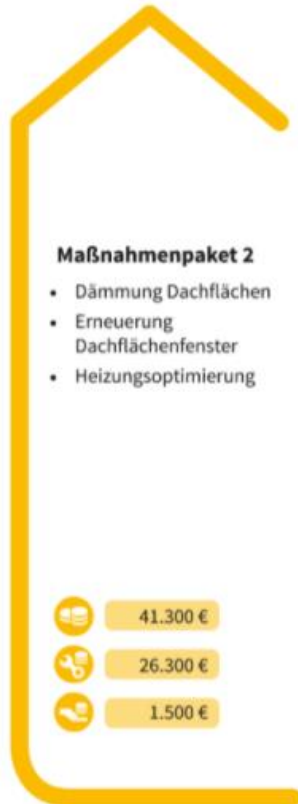 Maßnahmenpaket 2
• Dämmung Dachflächen
• Erneuerung
Dachflächenfenster
• Heizungsoptimierung
41.300 €
26.300 €
1.500 €